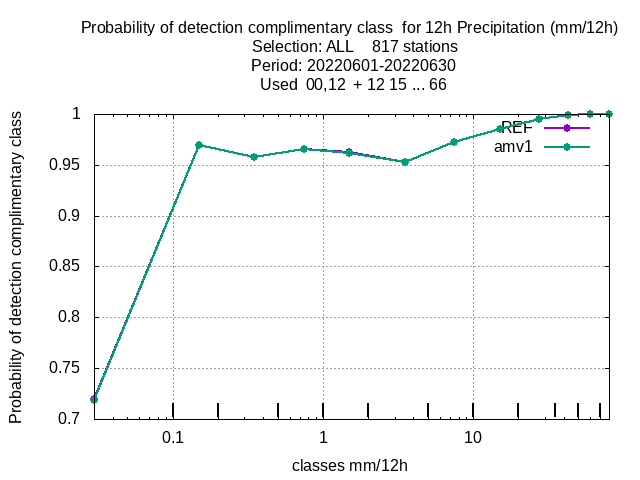 Probability of detection complimentary class  for 12h Precipitation (mm/12h)
Selection: ALL    817 stations
Period: 20220601-20220630
Used  00,12  + 12 15 ... 66
Probability of detection complimentary class
1
0.95
0.9
0.85
0.8
0.75
0.7
REF
amv1
0.1 1 10
classes mm/12h